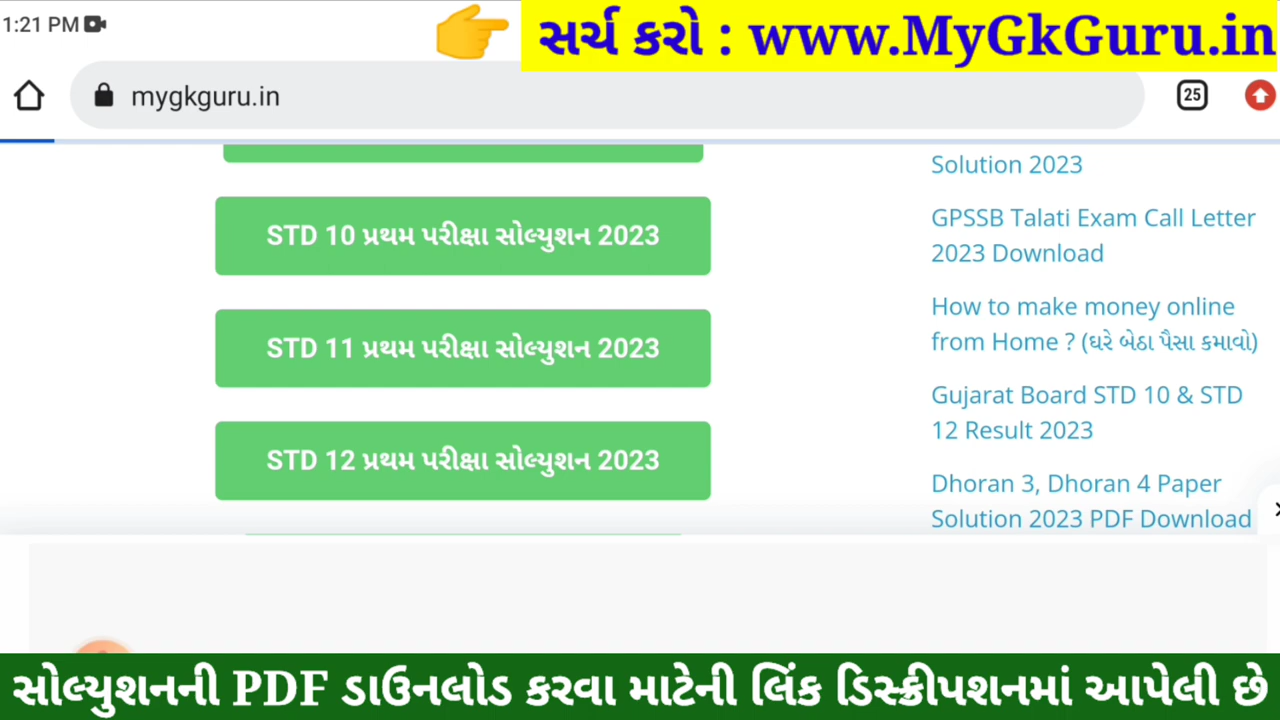 1:21 PM
સર્ચ કરો : www.MyGkGuru.in
mygkguru.in
25
STD 10 પ્રથમ પરીક્ષા સોલ્યુશન 2023
STD 11 પ્રથમ પરીક્ષા સોલ્યુશન 2023
STD 12 પ્રથમ પરીક્ષા સોલ્યુશન 2023
Solution 2023
GPSSB Talati Exam Call Letter
2023 Download
How to make money online
from Home ? (ઘરે બેઠા પૈસા કમાવો)
Gujarat Board STD 10 & STD
12 Result 2023
Dhoran 3, Dhoran 4 Paper
Solution 2023 PDF Download
સોલ્યુશનની PDF ડાઉનલોડ કરવા માટેની લિંક ડિસ્ક્રીપશનમાં આપેલી છે